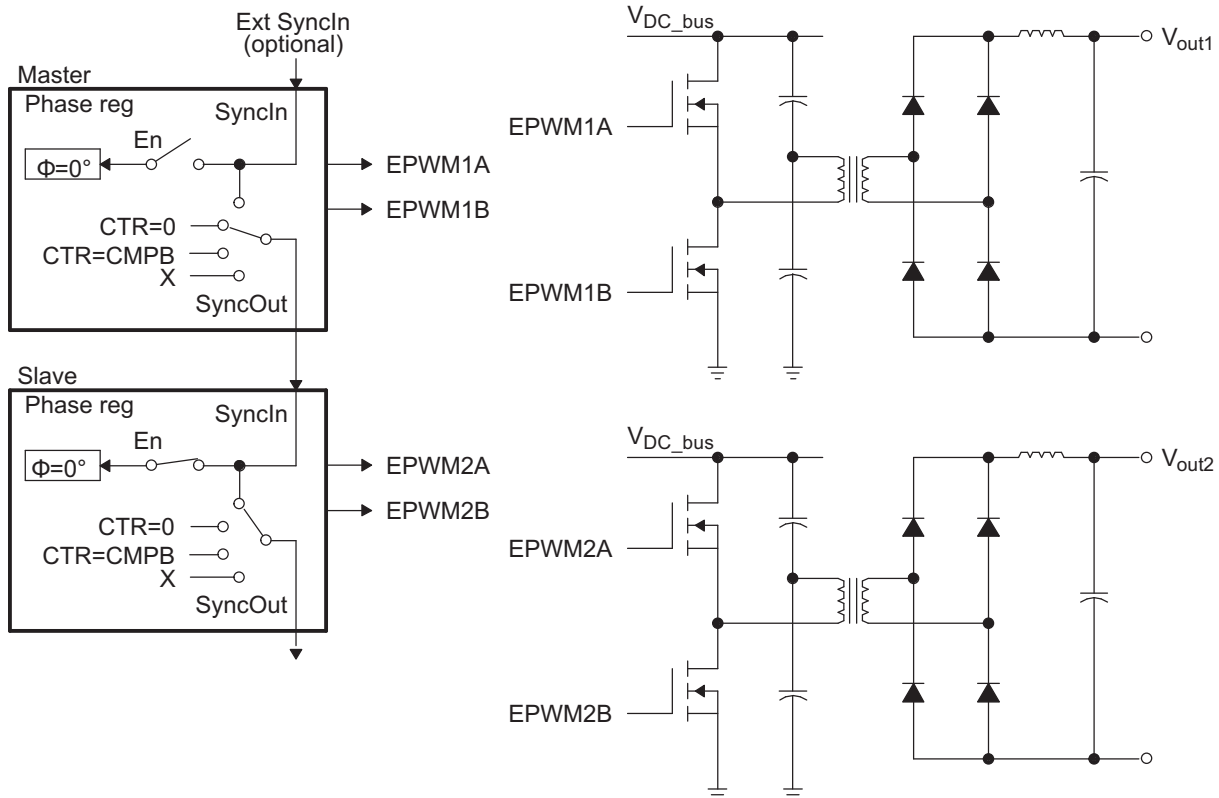 Ext SyncIn
(optional)
Master
Phase reg
SyncIn
En
Φ=0°
EPWM1A
EPWM1B
CTR=0
CTR=CMPB
X
SyncOut
Slave
Phase reg
SyncIn
En
Φ=0°
EPWM2A
EPWM2B
CTR=0
CTR=CMPB
X
SyncOut
VDC_bus
Vout1
EPWM1A
EPWM1B
VDC_bus
Vout2
EPWM2A
EPWM2B